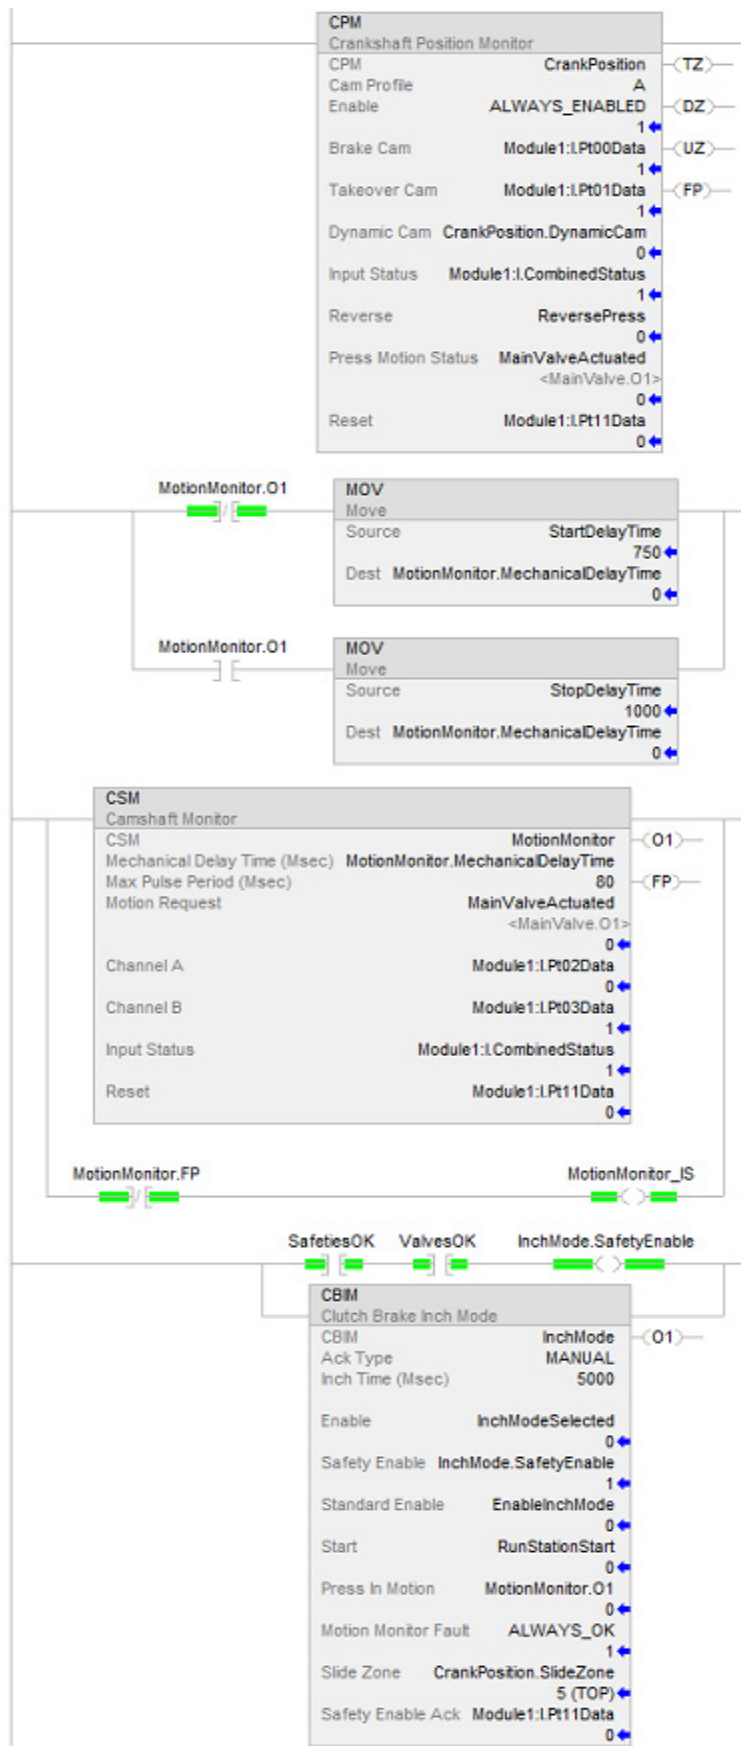 CPM
Crankshaft Position Monitor
CPM CrankPosition (TZ)
Cam Profile A
Enable ALWAYS_ENABLED (DZ)
1
Brake Cam Module1:I.Pt00Data (UZ)
1
Takeover Cam Module1:I.Pt01Data (FP)
1
Dynamic Cam CrankPosition.DynamicCam
0
Input Status Module1:I.CombinedStatus
1
Reverse ReversePress
0
Press Motion Status MainValveActuated
<MainValve.O1>
0
Reset Module1:I.Pt11Data
0
MotionMonitor.O1
MOV
Move
Source StartDelayTime
750
Dest MotionMonitor.MechanicalDelayTime
0
MotionMonitor.O1
MOV
Move
Source StopDelayTime
1000
Dest MotionMonitor.MechanicalDelayTime
0
CSM
Camshaft Monitor
CSM MotionMonitor (O1)
Mechanical Delay Time (Msec) MotionMonitor.MechanicalDelayTime
Max Pulse Period (Msec) 80 (FP)
Motion Request MainValveActuated
<MainValve.O1>
0
Channel A Module1:I.Pt02Data
0
Channel B Module1:I.Pt03Data
1
Input Status Module1:I.CombinedStatus
1
Reset Module1:I.Pt11Data
0
MotionMonitor.FP MotionMonitor_IS
SafetiesOK ValvesOK InchMode.SafetyEnable
CBIM
Clutch Brake Inch Mode
CBIM InchMode (O1)
Ack Type MANUAL
Inch Time (Msec) 5000
Enable InchModeSelected
0
Safety Enable InchMode.SafetyEnable
1
Standard Enable EnableInchMode
0
Start RunStationStart
0
Press In Motion MotionMonitor.O1
0
Motion Monitor Fault ALWAYS_OK
1
Slide Zone CrankPosition.SlideZone
5 (TOP)
Safety Enable Ack Module1:I.Pt11Data
0